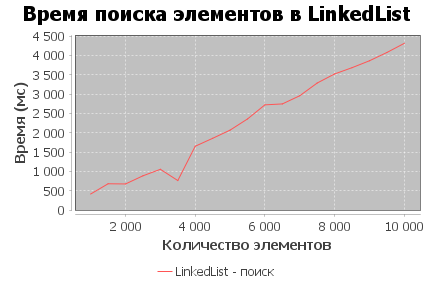 Время поиска элементов в LinkedList
4 500
4 000
3 500
3 000
2 500
2 000
1 500
1 000
500
0
Время (мс)
2 000 4 000 6 000 8 000 10 000
Количество элементов
LinkedList - поиск